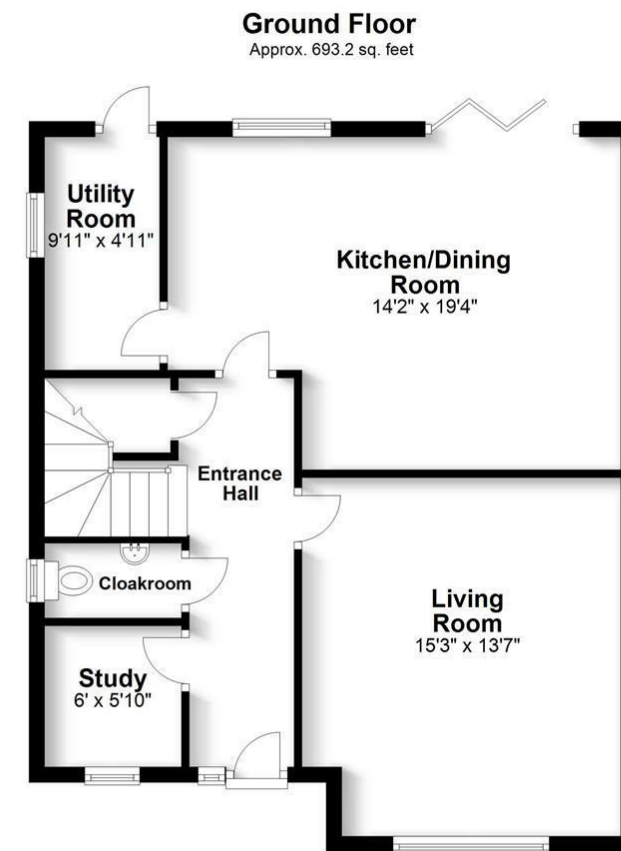 Ground Floor
Approx. 693.2 sq. feet
Utility
Room
9'11" x 4'11"
Kitchen/Dining
Room
14'2" x 19'4"
Entrance
Hall
Cloakroom
Living
Room
15'3" x 13'7"
Study
6' x 5'10"